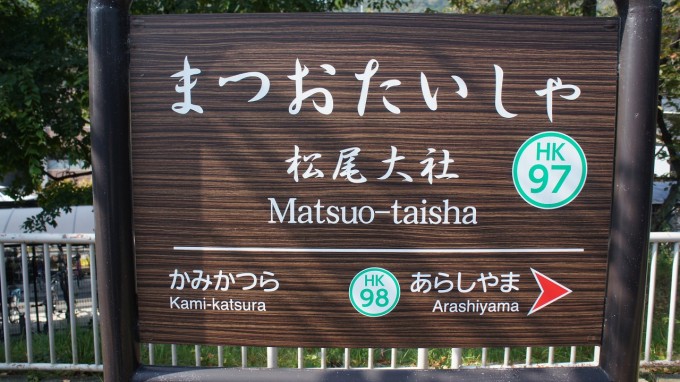 まつおたいしゃ
松尾大社
HK
97
Matsuo-taisha
かみかつら
Kami-katsura
HK
98
あらしやま
Arashiyama